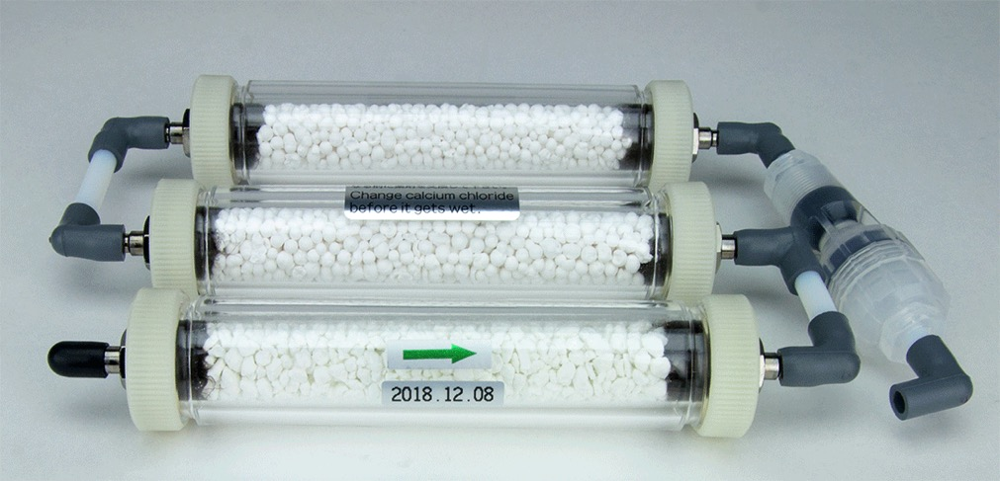 Change calcium chloride
before it gets wet.
2018.12.08